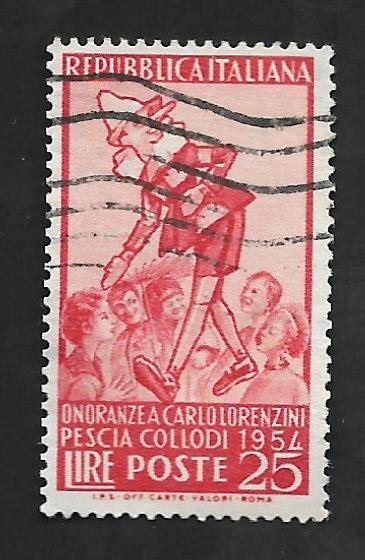 REPUBBLICA ITALIANA
ONORANZE A CARLO LORENZINI
PESCIA COLLODI 1954
LIRE POSTE 25
I.P.S.-OFF CARTE-VALORI-ROMA